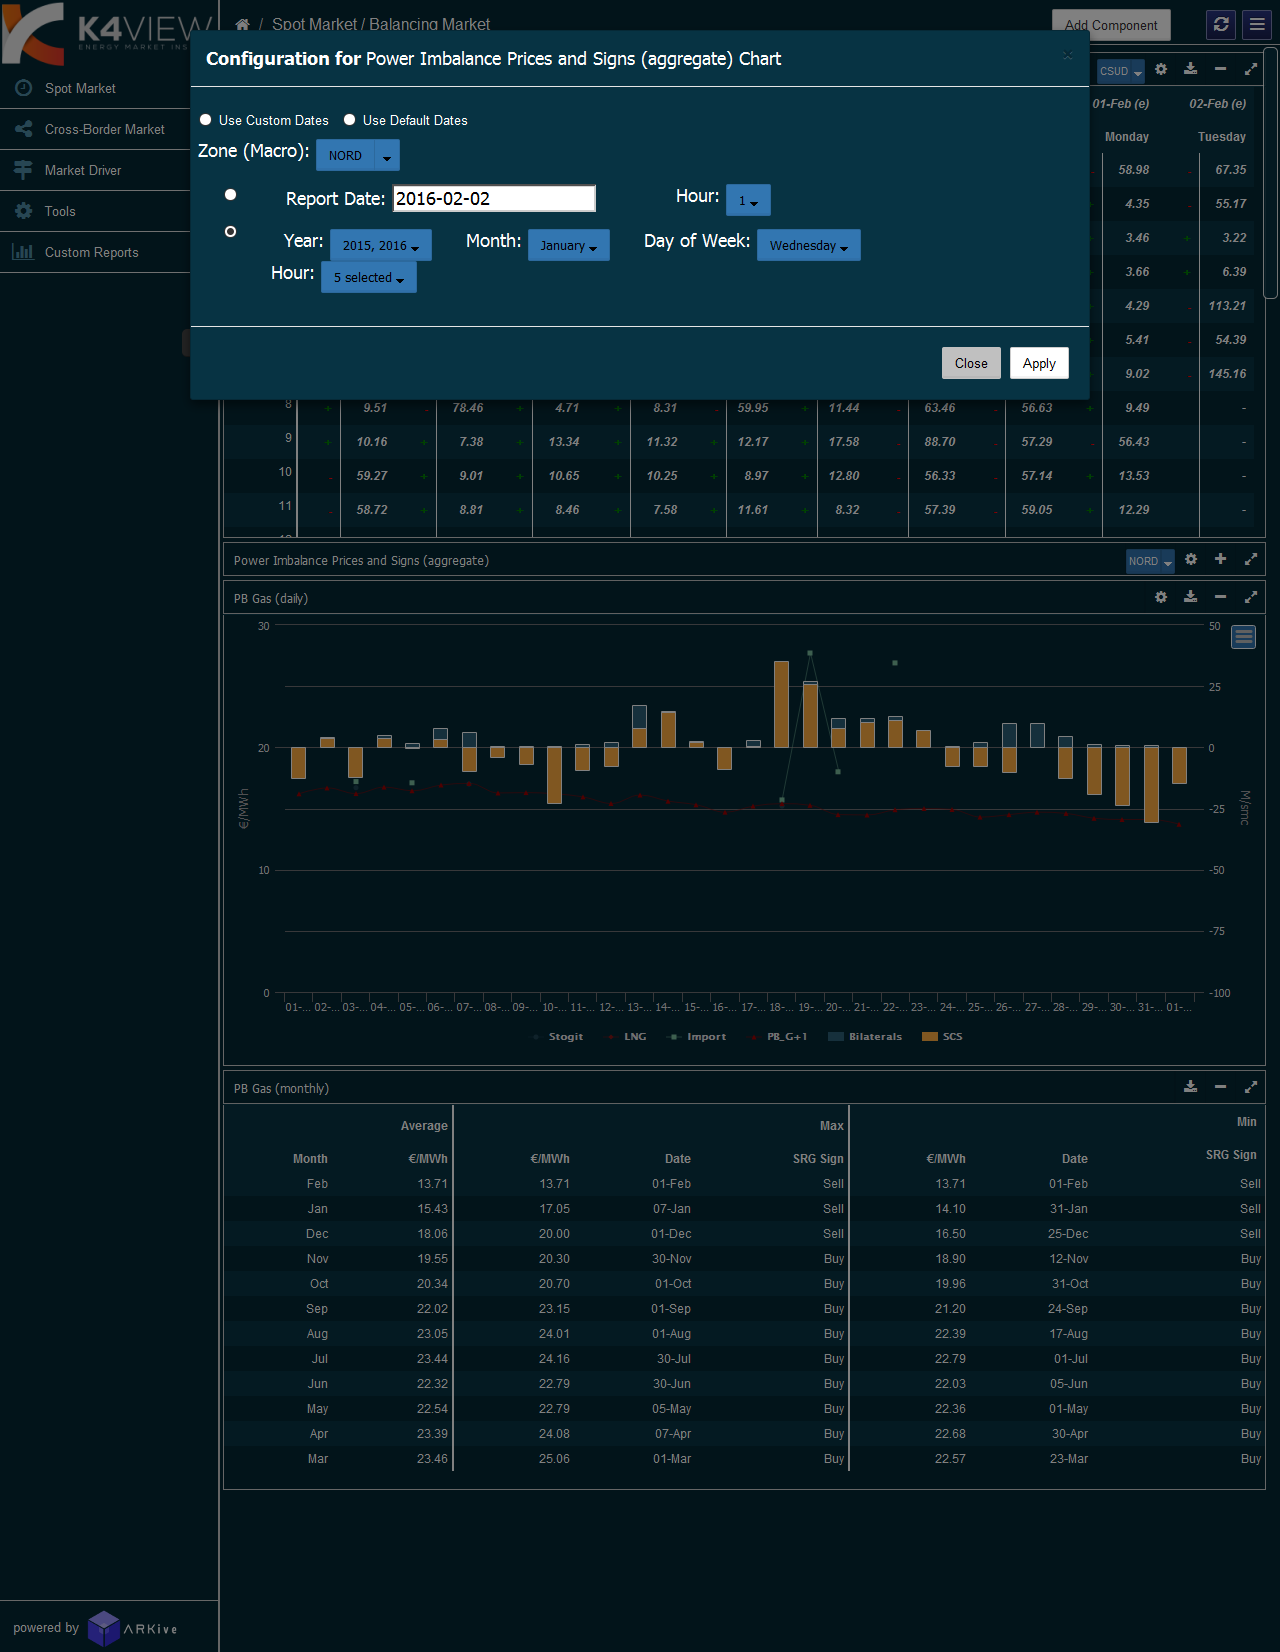 K4VIEW
ENERGY MARKET INS
/ Spot Market / Balancing Market
Add Component
Configuration for Power Imbalance Prices and Signs (aggregate) Chart
×
Spot Market
Cross-Border Market
Market Driver
Tools
Custom Reports
CSUD
01-Feb (e) 02-Feb (e)
Monday Tuesday
Use Custom Dates Use Default Dates
Zone (Macro): NORD
Report Date: 2016-02-02 Hour: 1
Year: 2015, 2016 Month: January Day of Week: Wednesday
Hour: 5 selected
Close Apply
58.98 - 67.35
4.35 - 55.17
3.46 + 3.22
3.66 + 6.39
4.29 - 113.21
5.41 - 54.39
9.02 - 145.16
8 + 9.51 - 78.46 + 4.71 + 8.31 - 59.95 + 11.44 - 63.46 - 56.63 + 9.49 -
9 + 10.16 + 7.38 + 13.34 + 11.32 + 12.17 + 17.58 - 88.70 - 57.29 - 56.43 -
10 - 59.27 + 9.01 + 10.65 + 10.25 + 8.97 + 12.80 - 56.33 - 57.14 + 13.53 -
11 - 58.72 + 8.81 + 8.46 + 7.58 + 11.61 + 8.32 - 57.39 - 59.05 + 12.29 -
Power Imbalance Prices and Signs (aggregate) NORD
PB Gas (daily)
30 50
25
20 0
-25
10 -50
-75
0 -100
€/MWh
M/smc
01-... 02-... 03-... 04-... 05-... 06-... 07-... 08-... 09-... 10-... 11-... 12-... 13-... 14-... 15-... 16-... 17-... 18-... 19-... 20-... 21-... 22-... 23-... 24-... 25-... 26-... 27-... 28-... 29-... 30-... 31-... 01-...
Stogit LNG Import PB_G+1 Bilaterals SCS
PB Gas (monthly)
Average Max Min
Month €/MWh €/MWh Date SRG Sign €/MWh Date SRG Sign
Feb 13.71 13.71 01-Feb Sell 13.71 01-Feb Sell
Jan 15.43 17.05 07-Jan Sell 14.10 31-Jan Sell
Dec 18.06 20.00 01-Dec Sell 16.50 25-Dec Sell
Nov 19.55 20.30 30-Nov Buy 18.90 12-Nov Buy
Oct 20.34 20.70 01-Oct Buy 19.96 31-Oct Buy
Sep 22.02 23.15 01-Sep Buy 21.20 24-Sep Buy
Aug 23.05 24.01 01-Aug Buy 22.39 17-Aug Buy
Jul 23.44 24.16 30-Jul Buy 22.79 01-Jul Buy
Jun 22.32 22.79 30-Jun Buy 22.03 05-Jun Buy
May 22.54 22.79 05-May Buy 22.36 01-May Buy
Apr 23.39 24.08 07-Apr Buy 22.68 30-Apr Buy
Mar 23.46 25.06 01-Mar Buy 22.57 23-Mar Buy
powered by ARKive